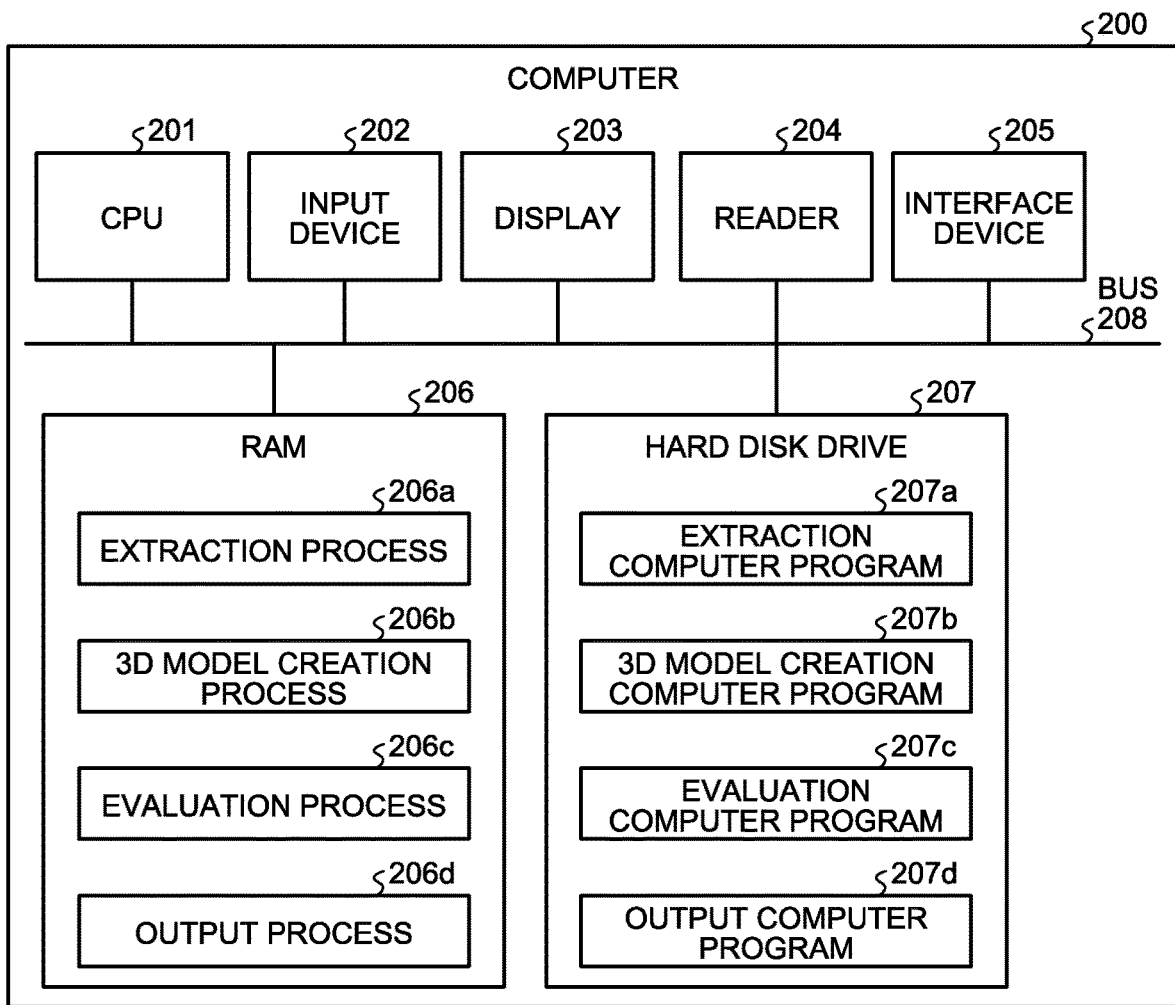 200
COMPUTER
201
202
203
204
205
CPU
INPUT
DEVICE
DISPLAY
READER
INTERFACE
DEVICE
BUS
208
206
207
RAM
HARD DISK DRIVE
206a
EXTRACTION PROCESS
207a
EXTRACTION
COMPUTER PROGRAM
206b
3D MODEL CREATION
PROCESS
207b
3D MODEL CREATION
COMPUTER PROGRAM
206c
EVALUATION PROCESS
207c
EVALUATION
COMPUTER PROGRAM
206d
OUTPUT PROCESS
207d
OUTPUT COMPUTER
PROGRAM